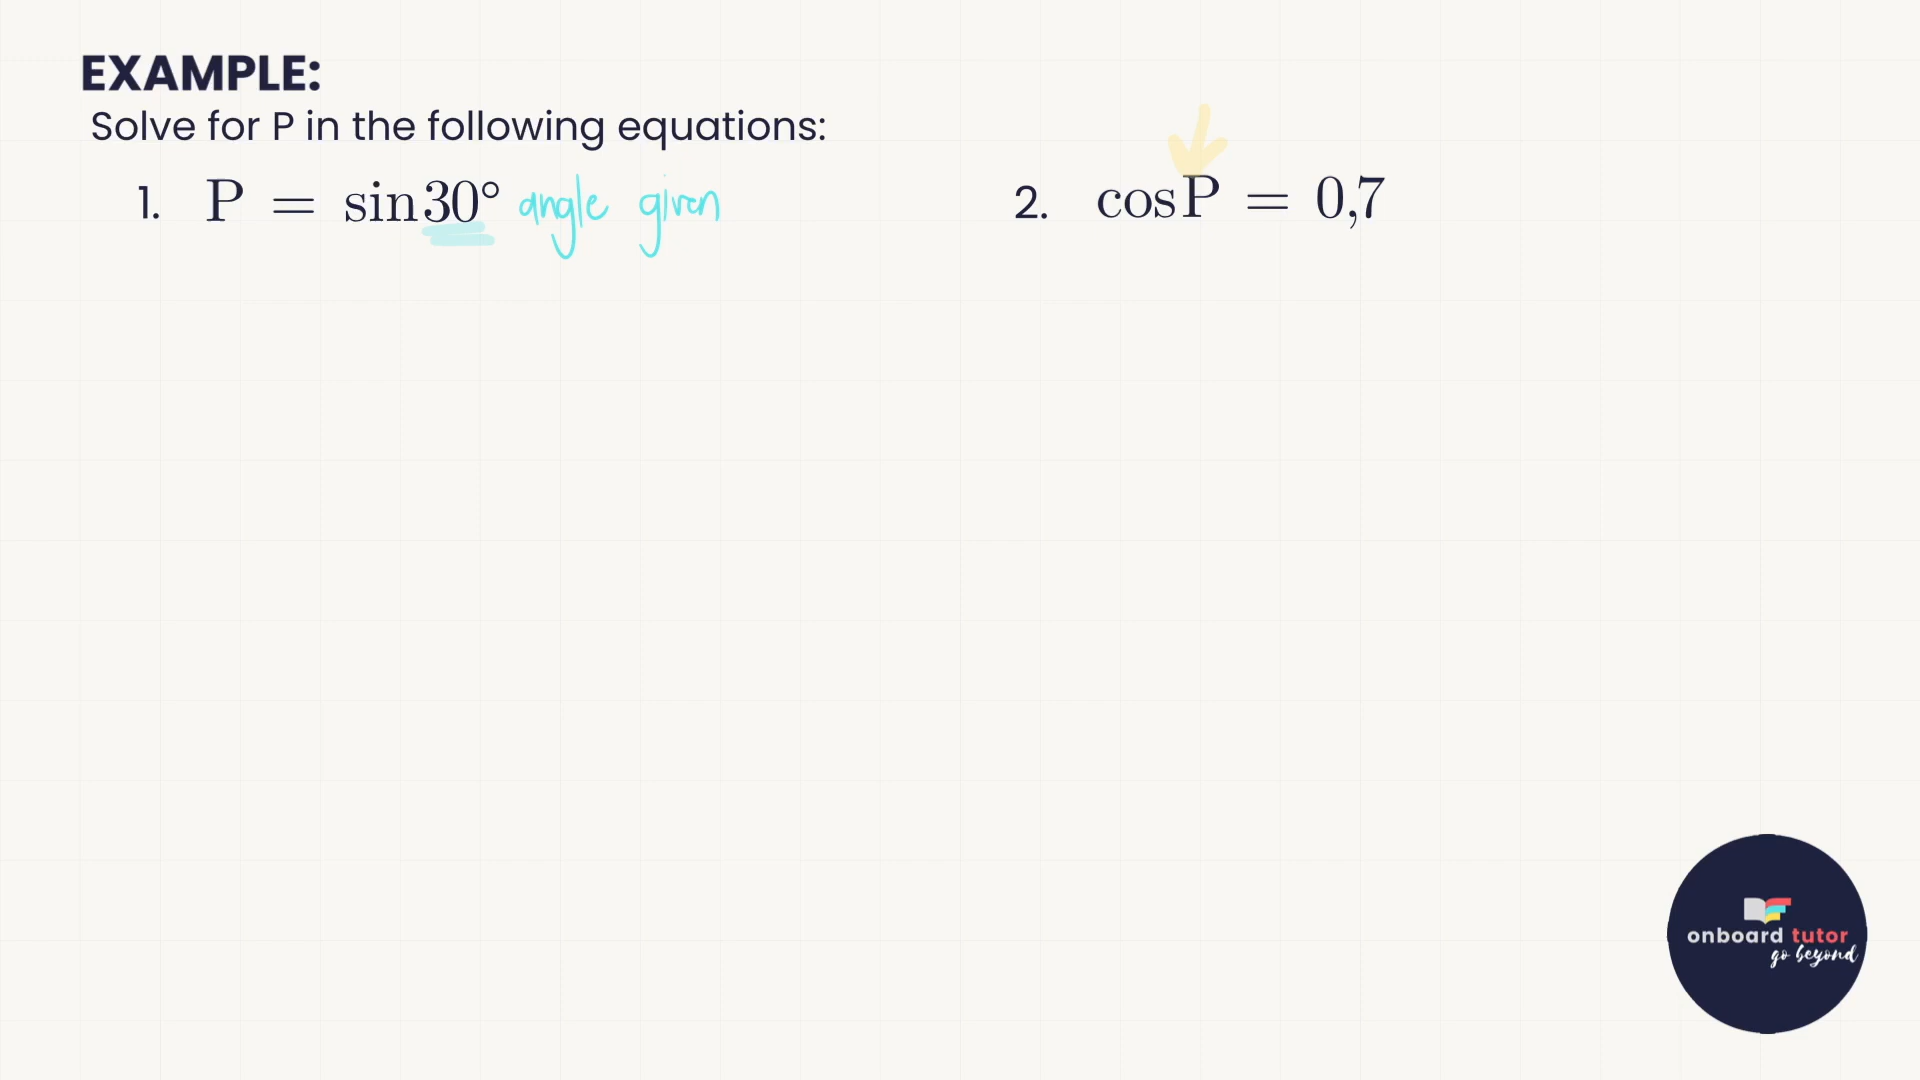 EXAMPLE:
Solve for P in the following equations:
1. P = sin30° angle given
2. cosP = 0,7
onboard tutor
go beyond